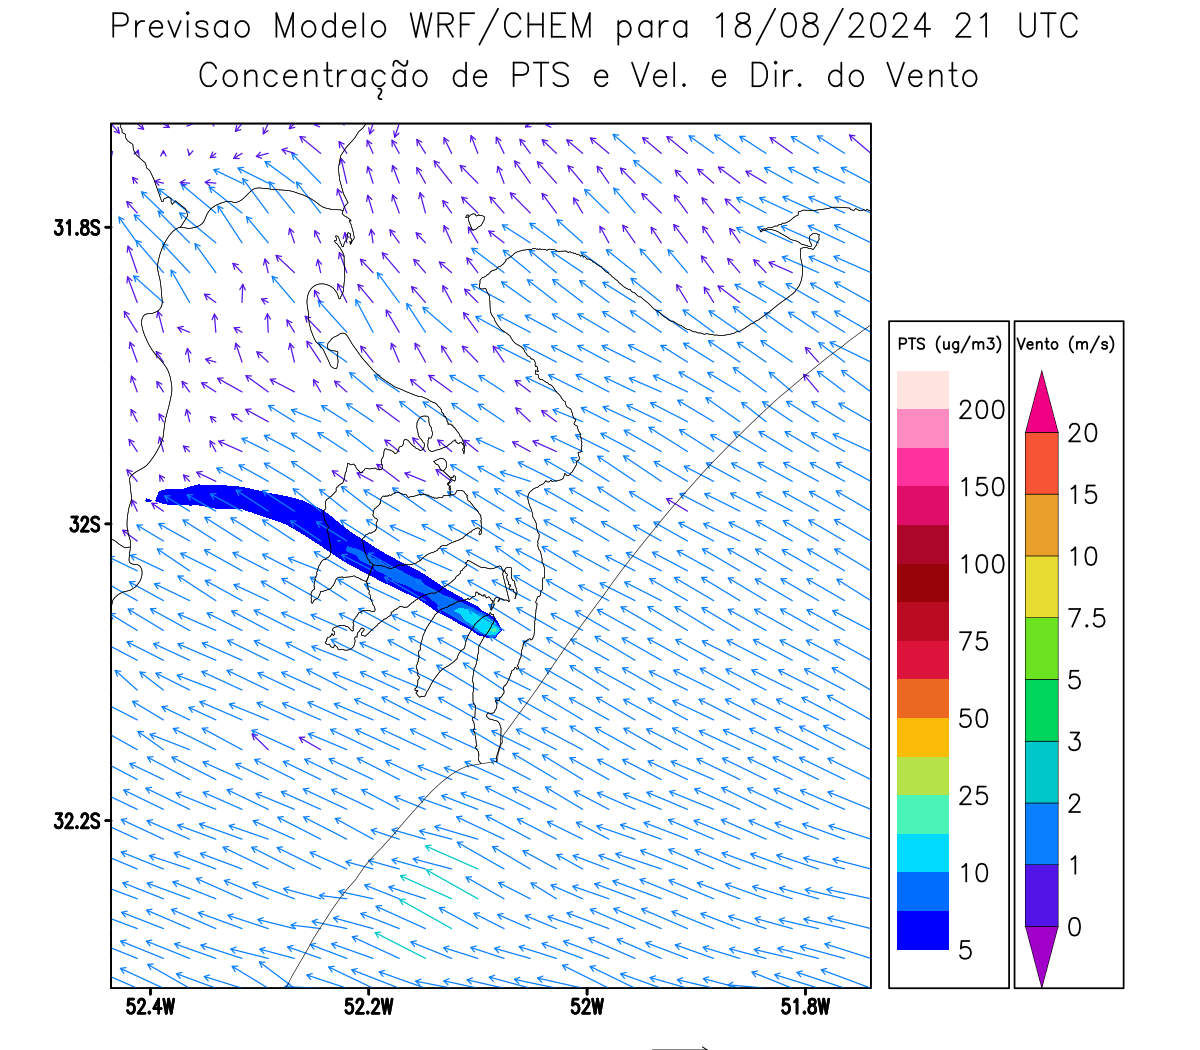 Previsao Modelo WRF/CHEM para 18/08/2024 21 UTC
Concentração de PTS e Vel. e Dir. do Vento
31.8S
32S
32.2S
52.4W 52.2W 52W 51.8W
PTS (ug/m3)
200
150
100
75
50
25
10
5
Vento (m/s)
20
15
10
7.5
5
3
2
1
0